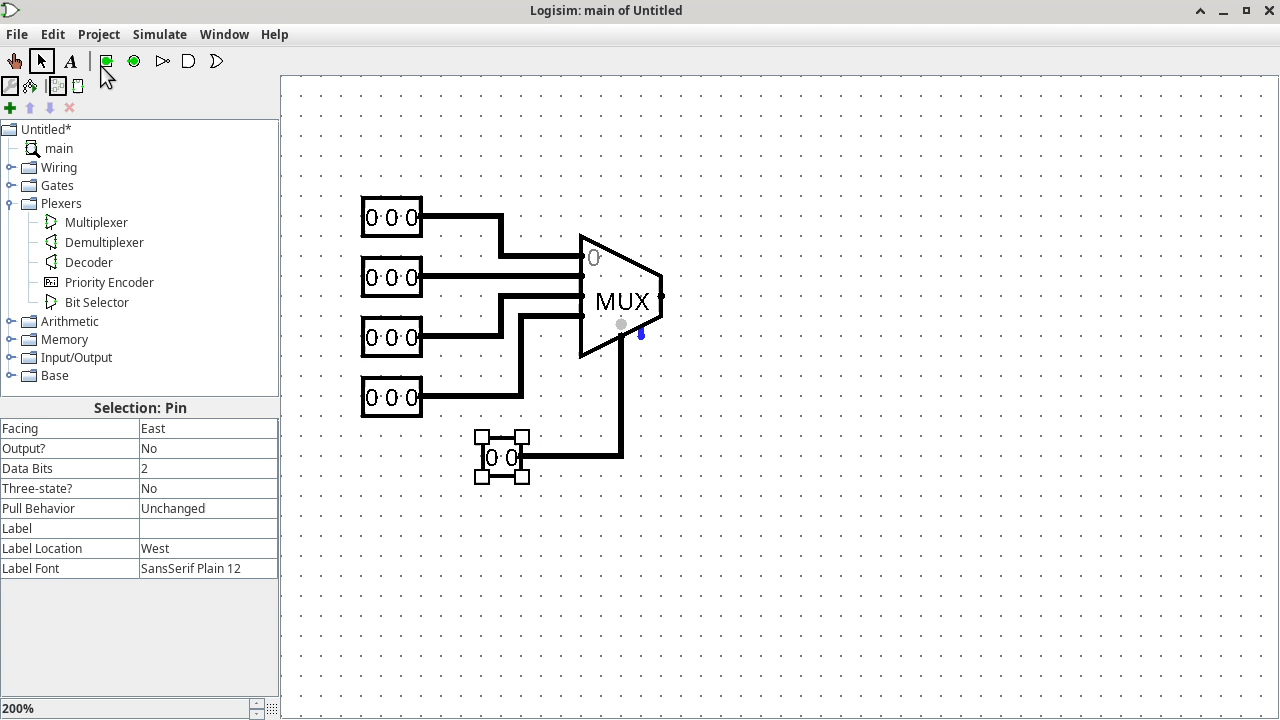 Logisim: main of Untitled
File Edit Project Simulate Window Help
A
Untitled*
main
Wiring
Gates
Plexers
Multiplexer
Demultiplexer
Decoder
Priority Encoder
Bit Selector
Arithmetic
Memory
Input/Output
Base
Selection: Pin
Facing East
Output? No
Data Bits 2
Three-state? No
Pull Behavior Unchanged
Label
Label Location West
Label Font SansSerif Plain 12
200%
0 0 0
0 0 0
0 0 0
0 0 0
0 0
0
MUX